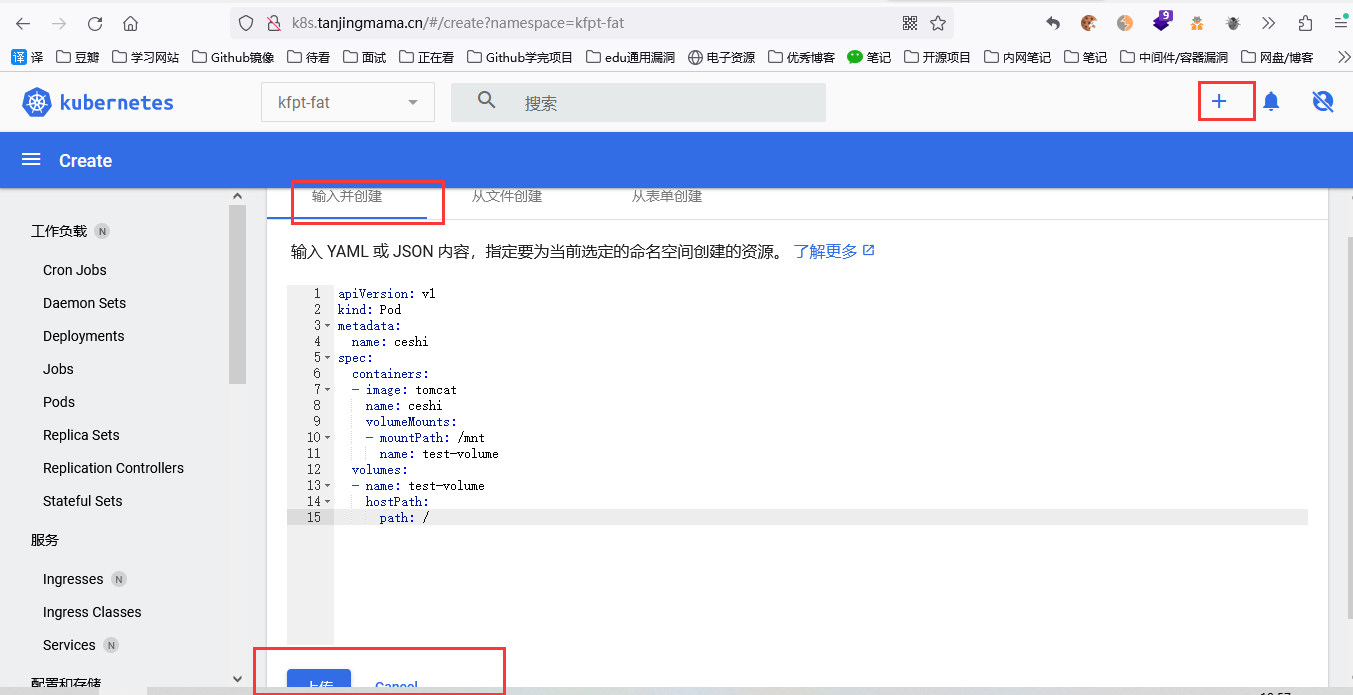 k8s.tanjingmama.cn/#/create?namespace=kfpt-fat
9
译 译 豆瓣 学习网站 Github镜像 待看 面试 正在看 Github学完项目 edu通用漏洞 电子资源 优秀博客 笔记 开源项目 内网笔记 笔记 中间件/容器漏洞 网盘/博客
kubernetes kfpt-fat 搜索
Create
输入并创建 从文件创建 从表单创建
工作负载 N
Cron Jobs
Daemon Sets
Deployments
Jobs
Pods
Replica Sets
Replication Controllers
Stateful Sets
服务
Ingresses N
Ingress Classes
Services N
配置和存储
输入 YAML 或 JSON 内容，指定要为当前选定的命名空间创建的资源。 了解更多
1 apiVersion: v1
2 kind: Pod
3 metadata:
4 name: ceshi
5 spec:
6 containers:
7 - image: tomcat
8 name: ceshi
9 volumeMounts:
10 - mountPath: /mnt
11 name: test-volume
12 volumes:
13 - name: test-volume
14 hostPath:
15 path: /
上传 Cancel